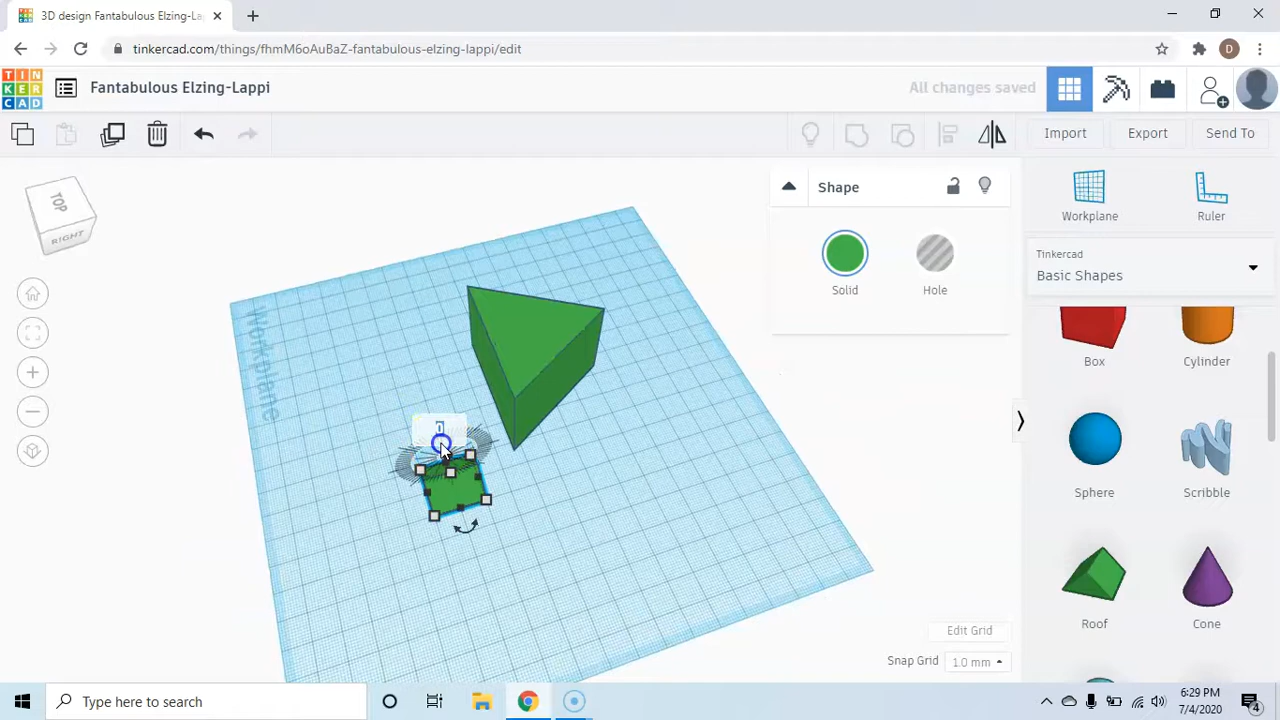 3D design Fantabulous Elzing-La
tinkercad.com/things/fhmM6oAuBaZ-fantabulous-elzing-lappi/edit
D
TIN
KER
CAD
Fantabulous Elzing-Lappi
All changes saved
Import
Export
Send To
TOP
RIGHT
Workplane
Shape
Solid
Hole
Workplane
Ruler
Tinkercad
Basic Shapes
Box
Cylinder
Sphere
Scribble
Roof
Cone
Edit Grid
Snap Grid
1.0 mm
Type here to search
6:29 PM
7/4/2020
4